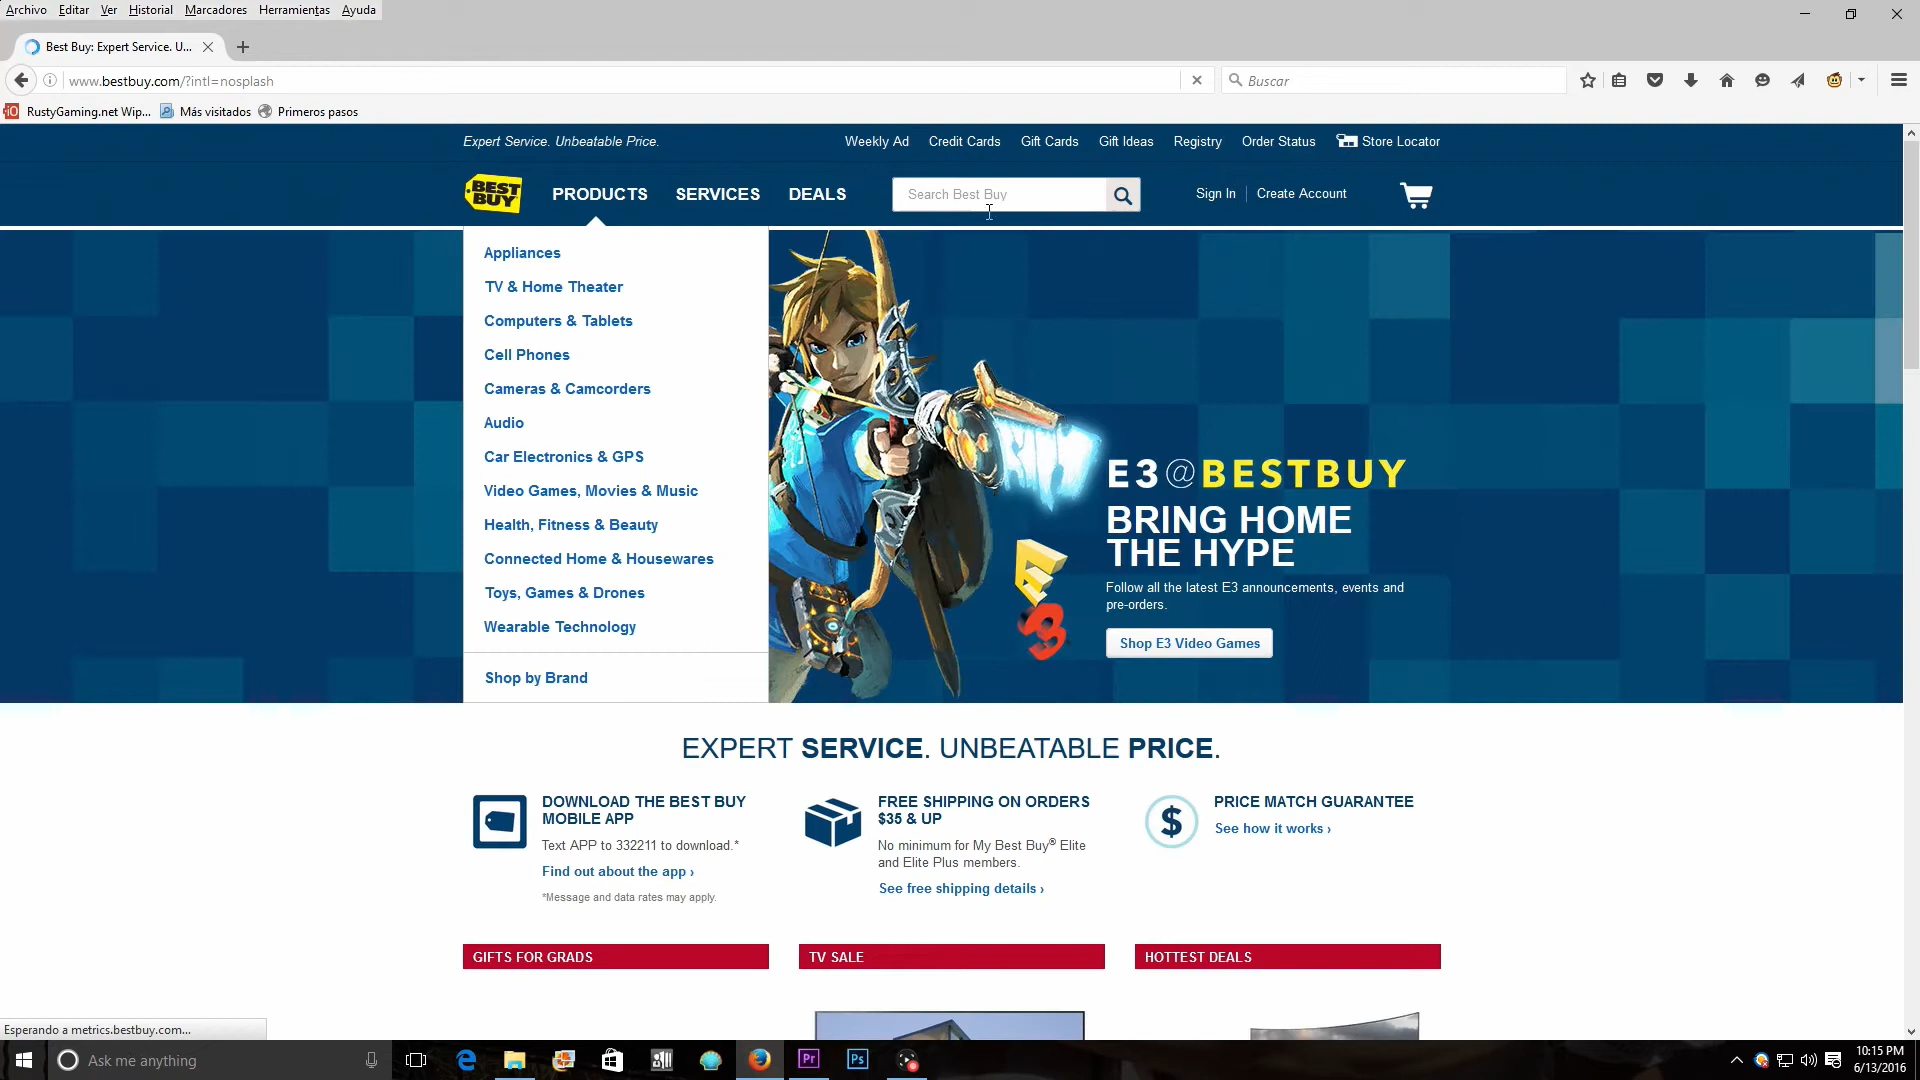 Archivo Editar Ver Historial Marcadores Herramientas Ayuda
Best Buy: Expert Service. U...
www.bestbuy.com/?intl=nosplash
Buscar
RustyGaming.net Wip... Más visitados Primeros pasos
Expert Service. Unbeatable Price.
Weekly Ad Credit Cards Gift Cards Gift Ideas Registry Order Status Store Locator
BEST BUY
PRODUCTS SERVICES DEALS
Search Best Buy
Sign In Create Account
Appliances
TV & Home Theater
Computers & Tablets
Cell Phones
Cameras & Camcorders
Audio
Car Electronics & GPS
Video Games, Movies & Music
Health, Fitness & Beauty
Connected Home & Housewares
Toys, Games & Drones
Wearable Technology
Shop by Brand
E3
E3@BESTBUY
BRING HOME
THE HYPE
Follow all the latest E3 announcements, events and
pre-orders.
Shop E3 Video Games
EXPERT SERVICE. UNBEATABLE PRICE.
DOWNLOAD THE BEST BUY
MOBILE APP
Text APP to 332211 to download.*
Find out about the app ›
*Message and data rates may apply.
FREE SHIPPING ON ORDERS
$35 & UP
No minimum for My Best Buy® Elite
and Elite Plus members.
See free shipping details ›
$
PRICE MATCH GUARANTEE
See how it works ›
GIFTS FOR GRADS
TV SALE
HOTTEST DEALS
Esperando a metrics.bestbuy.com...
Ask me anything
Pr
Ps
10:15 PM
6/13/2016